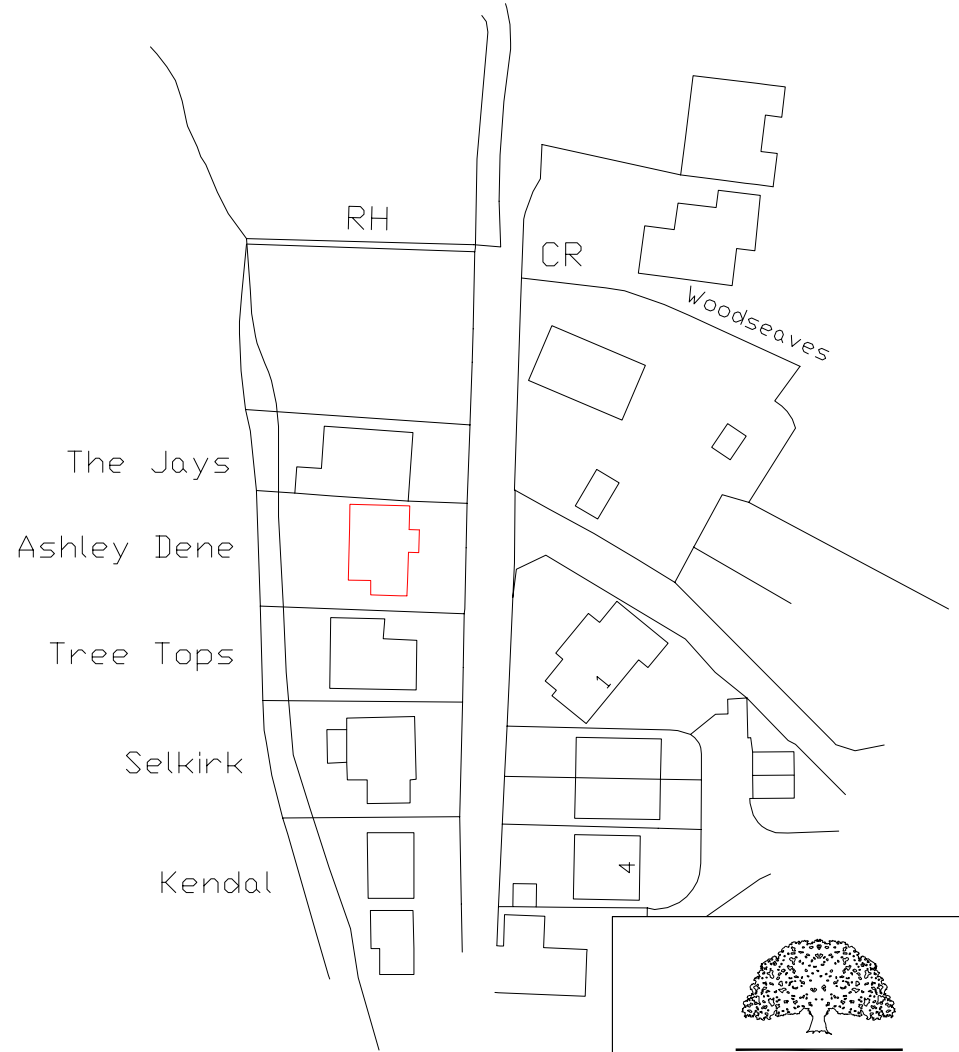 RH
CR
Woodseaves
The Jays
Ashley Dene
Tree Tops
1
Selkirk
4
Kendal